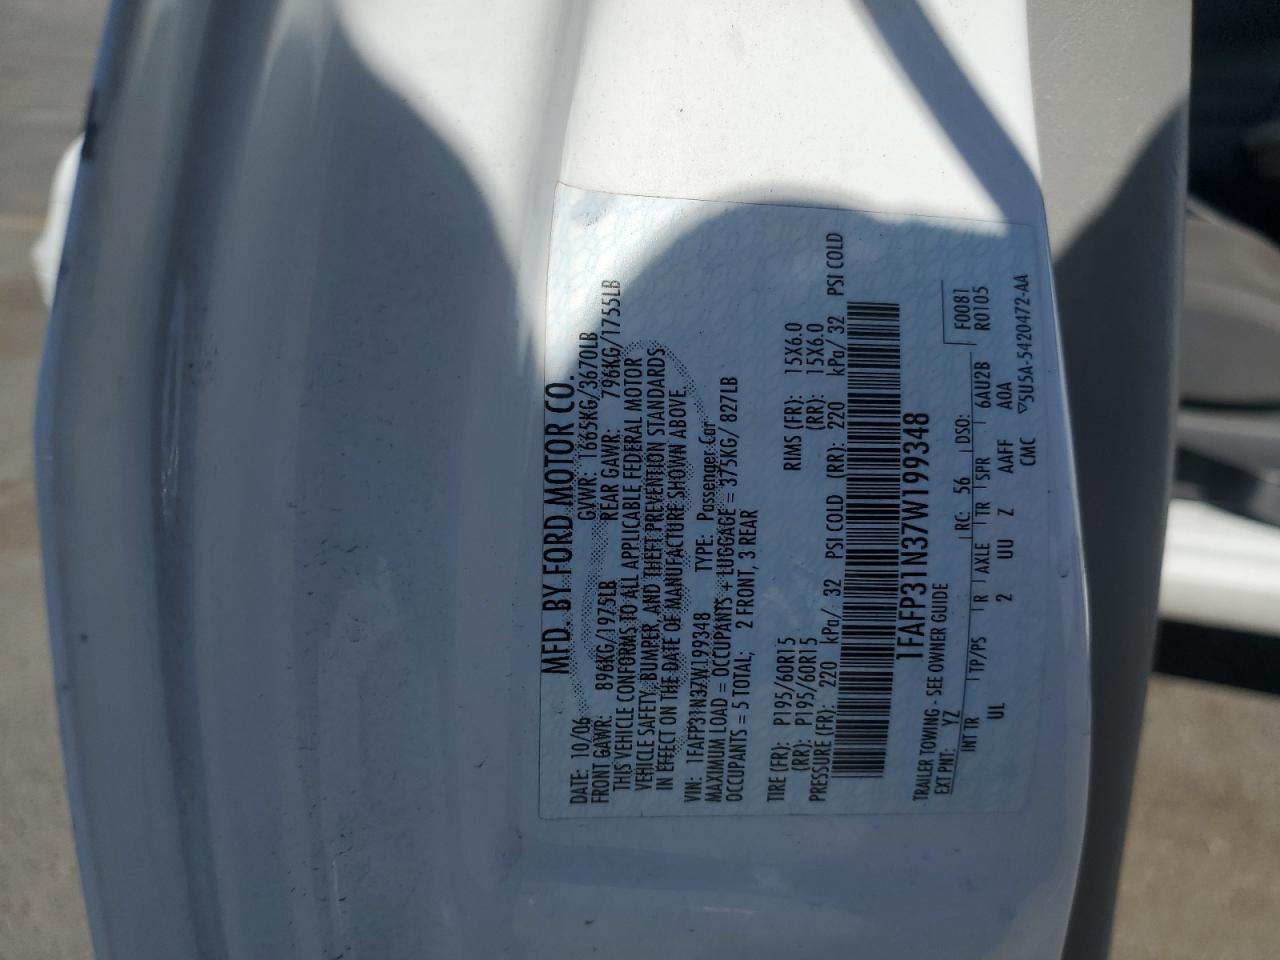 MFD. BY FORD MOTOR CO.
DATE: 10/06 GVWR: 1665KG/3670LB
FRONT GAWR: 896KG/1975LB REAR GAWR: 796KG/1755LB
THIS VEHICLE CONFORMS TO ALL APPLICABLE FEDERAL MOTOR
VEHICLE SAFETY, BUMPER, AND THEFT PREVENTION STANDARDS
IN EFFECT ON THE DATE OF MANUFACTURE SHOWN ABOVE
VIN: 1FAFP31N37W199348 TYPE: Passenger Car
MAXIMUM LOAD = OCCUPANTS + LUGGAGE = 375KG/ 827LB
OCCUPANTS = 5 TOTAL; 2 FRONT, 3 REAR
TIRE (FR): P195/60R15 RIMS (FR): 15X6.0
(RR): P195/60R15 (RR): 15X6.0
PRESSURE (FR): 220 kPa/ 32 PSI COLD (RR): 220 kPa/ 32 PSI COLD
1FAFP31N37W199348
TRAILER TOWING - SEE OWNER GUIDE
EXT PNT: YZ RC: 56 DSO: F0081
INT TR TP/PS R AXLE TR SPR 6AU2B R0105
UL 2 UU Z AAFF A0A
CMC ▽5U5A-5420472-AA